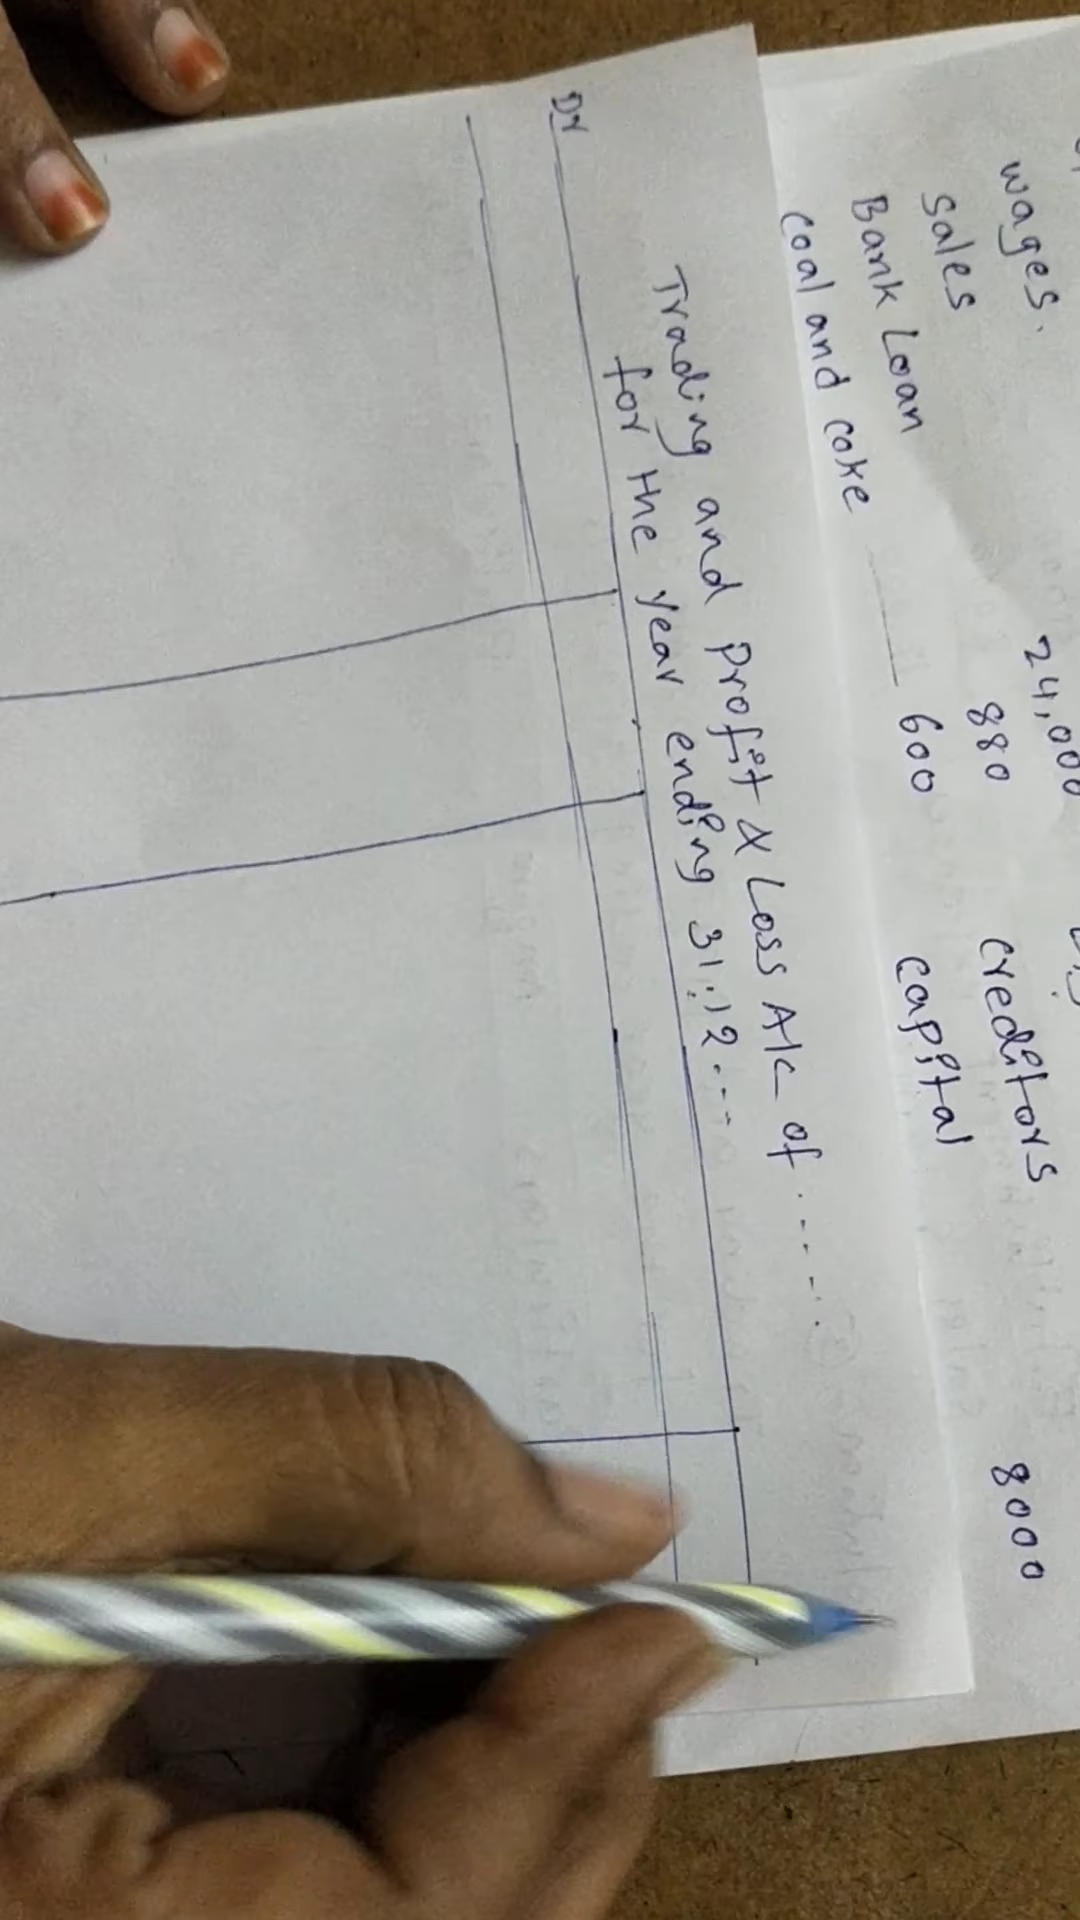 wages.
sales 24,000
Bank Loan 880 creditors 8000
coal and coke 600 capital
Trading and profit & Loss A/c of ......
for the year ending 31.12...
Dr